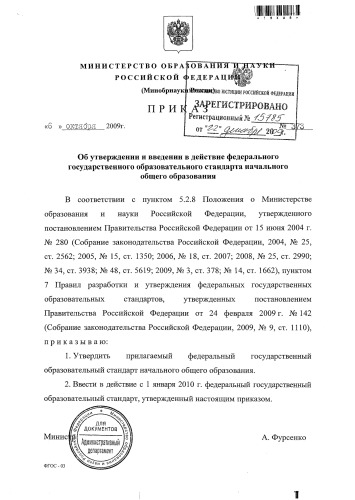 МИНИСТЕРСТВО ОБРАЗОВАНИЯ И НАУКИ
РОССИЙСКОЙ ФЕДЕРАЦИИ
(Минобрнауки России)
ЮСТИЦИИ РОССИЙСКОЙ ФЕДЕРАЦИИ
ПРИКАЗ
ЗАРЕГИСТРИРОВАНО
Регистрационный № 15785
от "22" декабря 2009
«6» октября 2009г.
№ 373
Об утверждении и введении в действие федерального
государственного образовательного стандарта начального
общего образования
В соответствии с пунктом 5.2.8 Положения о Министерстве
образования и науки Российской Федерации, утвержденного
постановлением Правительства Российской Федерации от 15 июня 2004 г.
№ 280 (Собрание законодательства Российской Федерации, 2004, № 25,
ст. 2562; 2005, № 15, ст. 1350; 2006, № 18, ст. 2007; 2008, № 25, ст. 2990;
№ 34, ст. 3938; № 48, ст. 5619; 2009, № 3, ст. 378; № 14, ст. 1662), пунктом
7 Правил разработки и утверждения федеральных государственных
образовательных стандартов, утвержденных постановлением
Правительства Российской Федерации от 24 февраля 2009 г. № 142
(Собрание законодательства Российской Федерации, 2009, № 9, ст. 1110),
приказываю:
1. Утвердить прилагаемый федеральный государственный
образовательный стандарт начального общего образования.
2. Ввести в действие с 1 января 2010 г. федеральный государственный
образовательный стандарт, утвержденный настоящим приказом.
Министр
А. Фурсенко
ДЛЯ
ДОКУМЕНТОВ
Административный
департамент
ФГОС - 03
1